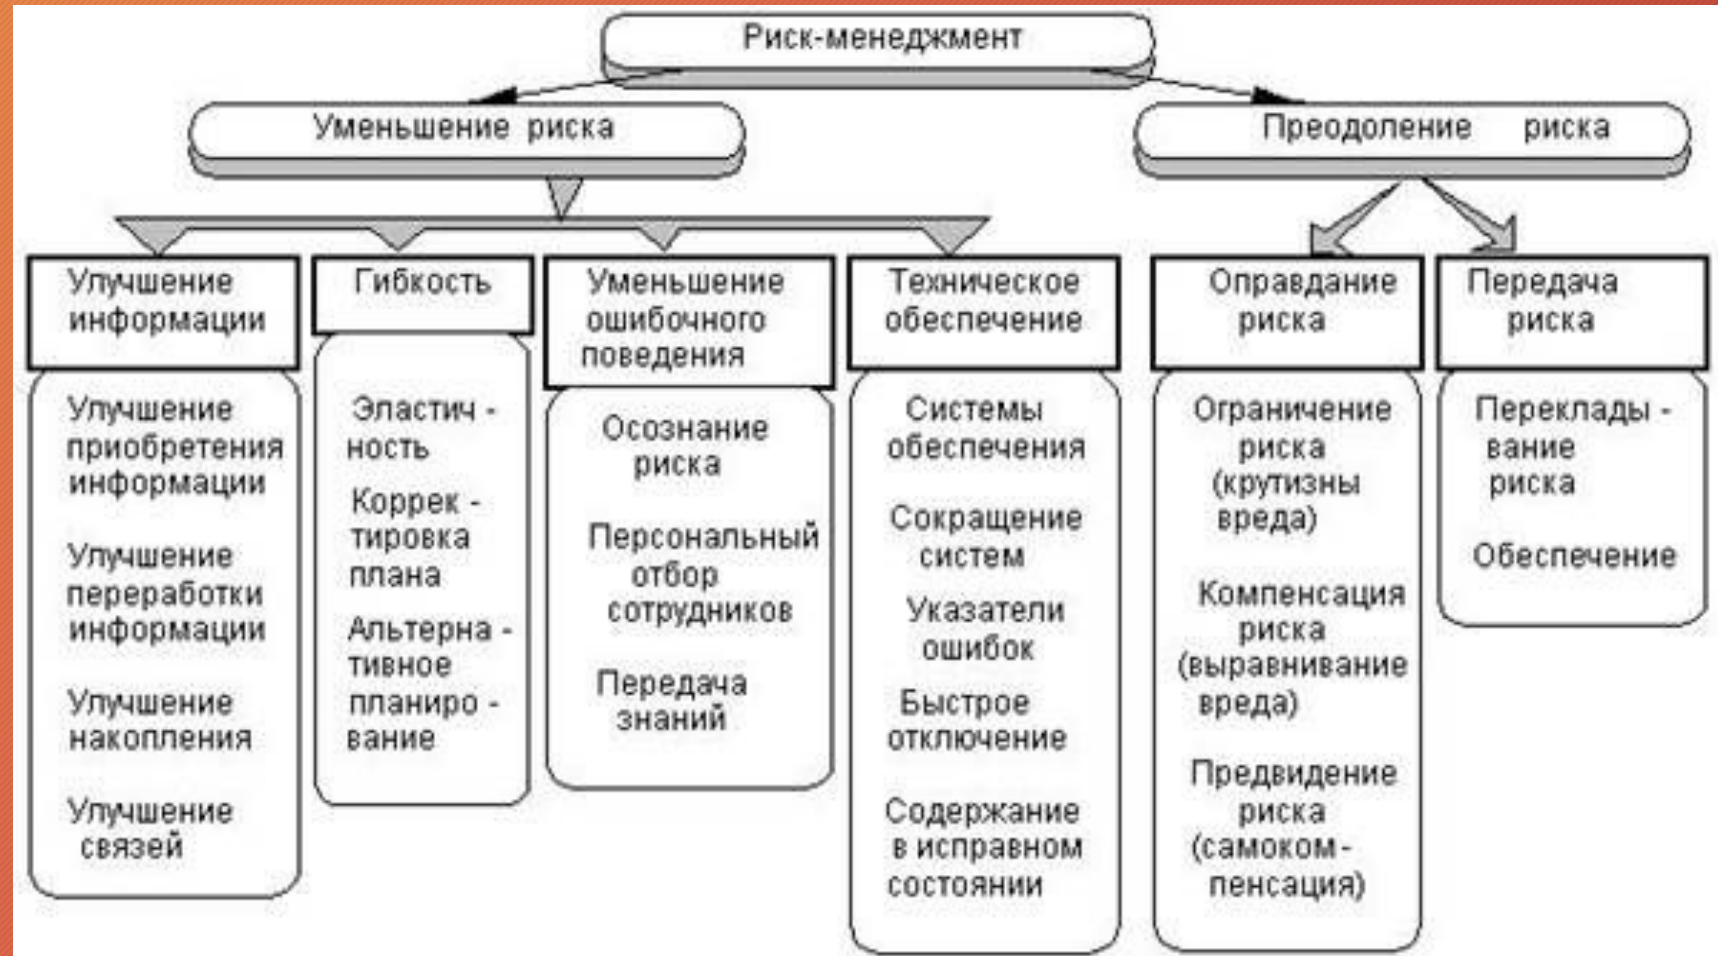 Риск-менеджмент
Уменьшение риска
Преодоление риска
Улучшение
информации
Улучшение
приобретения
информации
Улучшение
переработки
информации
Улучшение
накопления
Улучшение
связей
Гибкость
Эластич -
ность
Коррек -
тировка
плана
Альтерна -
тивное
планиро -
вание
Уменьшение
ошибочного
поведения
Осознание
риска
Персональный
отбор
сотрудников
Передача
знаний
Техническое
обеспечение
Системы
обеспечения
Сокращение
систем
Указатели
ошибок
Быстрое
отключение
Содержание
в исправном
состоянии
Оправдание
риска
Ограничение
риска
(крутизны
вреда)
Компенсация
риска
(выравнивание
вреда)
Предвидение
риска
(самоком -
пенсация)
Передача
риска
Переклады -
вание
риска
Обеспечение